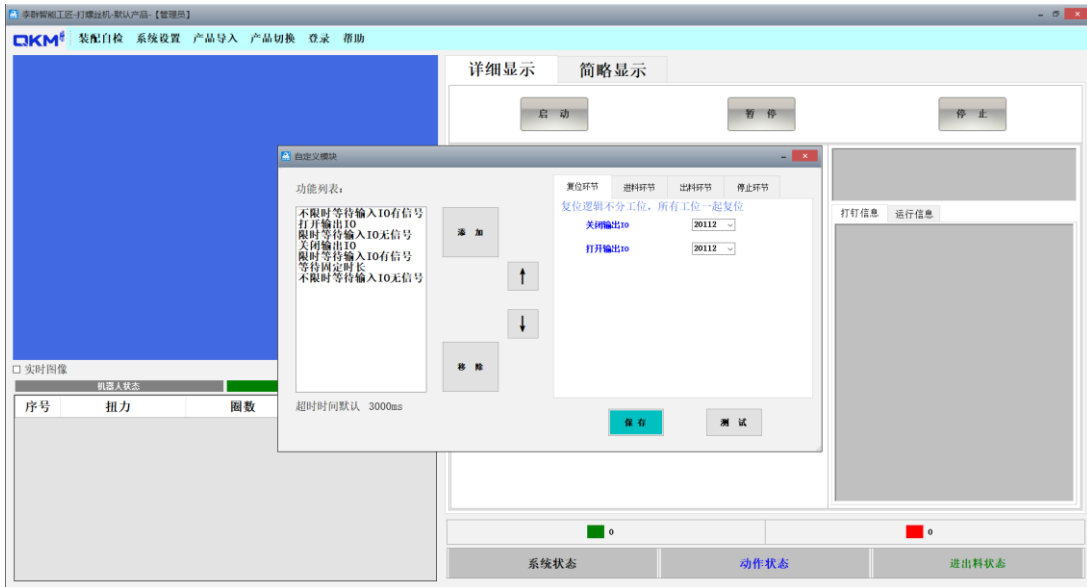 李群智能工匠-打螺丝机-默认产品-【管理员】
QKM 装配自检 系统设置 产品导入 产品切换 登录 帮助
详细显示 简略显示
启 动 暂 停 停 止
自定义模块
功能列表:
不限时等待输入IO有信号
打开输出IO
限时等待输入IO无信号
关闭输出IO
限时等待输入IO有信号
等待固定时长
不限时等待输入IO无信号
超时时间默认 3000ms
添 加
↑
↓
移 除
复位环节 进料环节 出料环节 停止环节
复位逻辑不分工位，所有工位一起复位
关闭输出IO 20112
打开输出IO 20112
保 存 测 试
打钉信息 运行信息
实时图像
机器人状态
序号 扭力 圈数
0 0
系统状态 动作状态 进出料状态